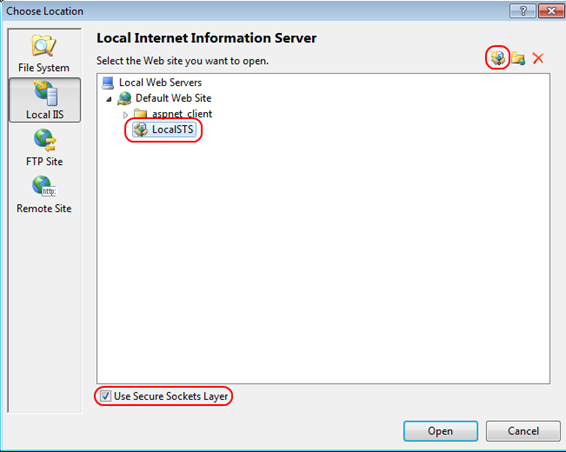 Choose Location
?
File System
Local IIS
FTP Site
http:
Remote Site
Local Internet Information Server
Select the Web site you want to open.
Local Web Servers
Default Web Site
aspnet_client
LocalSTS
Use Secure Sockets Layer
Open
Cancel